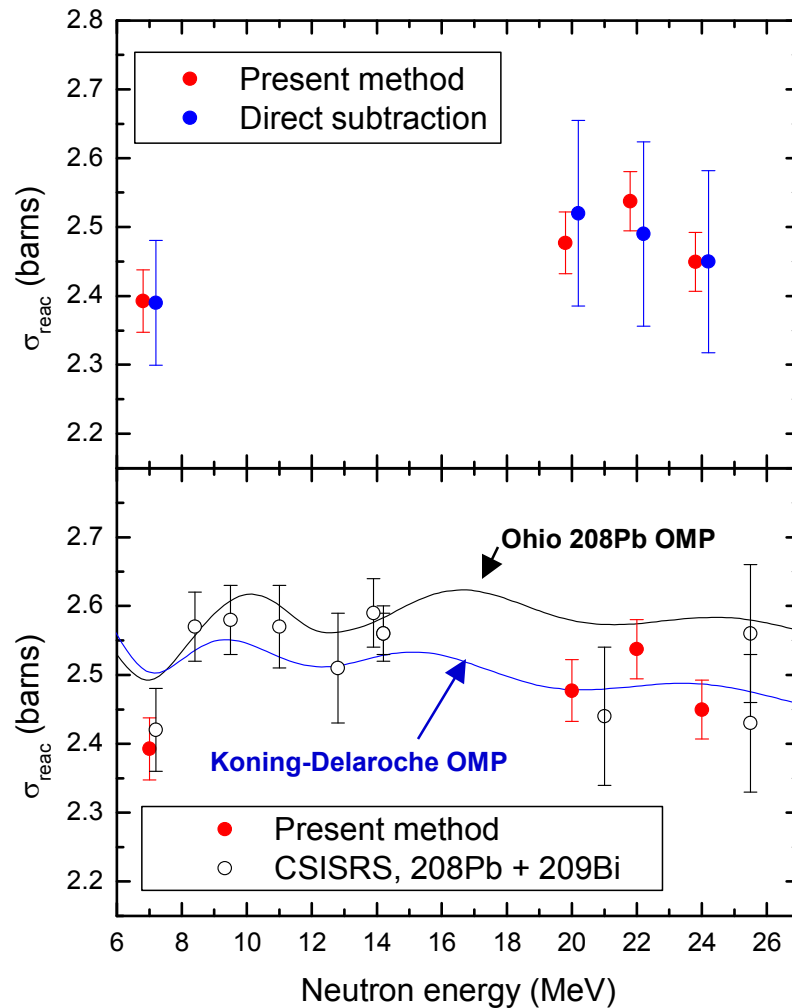 2.8
2.7
2.6
2.5
2.4
2.3
2.2
σreac (barns)
Present method
Direct subtraction
2.7
2.6
2.5
2.4
2.3
2.2
σreac (barns)
Ohio 208Pb OMP
Koning-Delaroche OMP
Present method
CSISRS, 208Pb + 209Bi
6 8 10 12 14 16 18 20 22 24 26
Neutron energy (MeV)